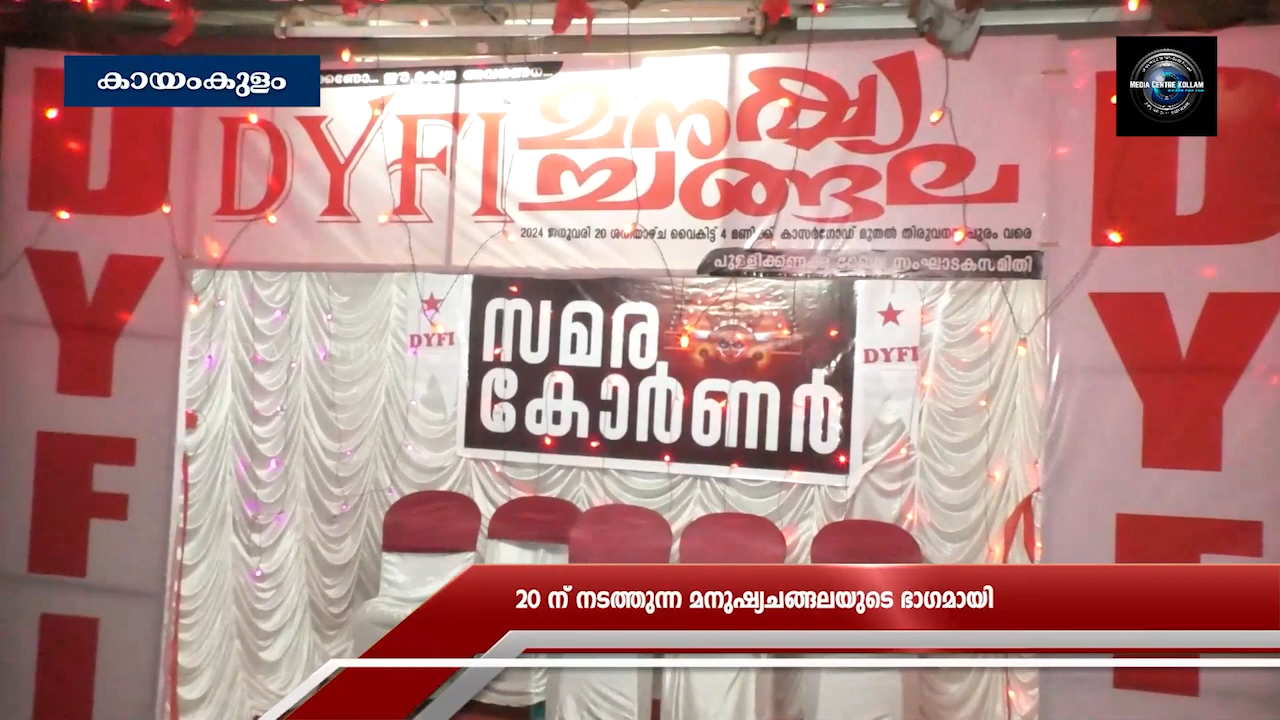 കായംകുളം
MEDIA CENTRE KOLLAM
DYFI
മനുഷ്യ
ച്ചങ്ങല
2024 ജനുവരി 20 ശനിയാഴ്ച വൈകിട്ട് 4 മണിക്ക് കാസർഗോഡ് മുതൽ തിരുവനന്തപുരം വരെ
സംഘാടകസമിതി
DYFI
DYFI
സമര
കോർണർ
DYFI
DYFI
20 ന് നടത്തുന്ന മനുഷ്യചങ്ങലയുടെ ഭാഗമായി